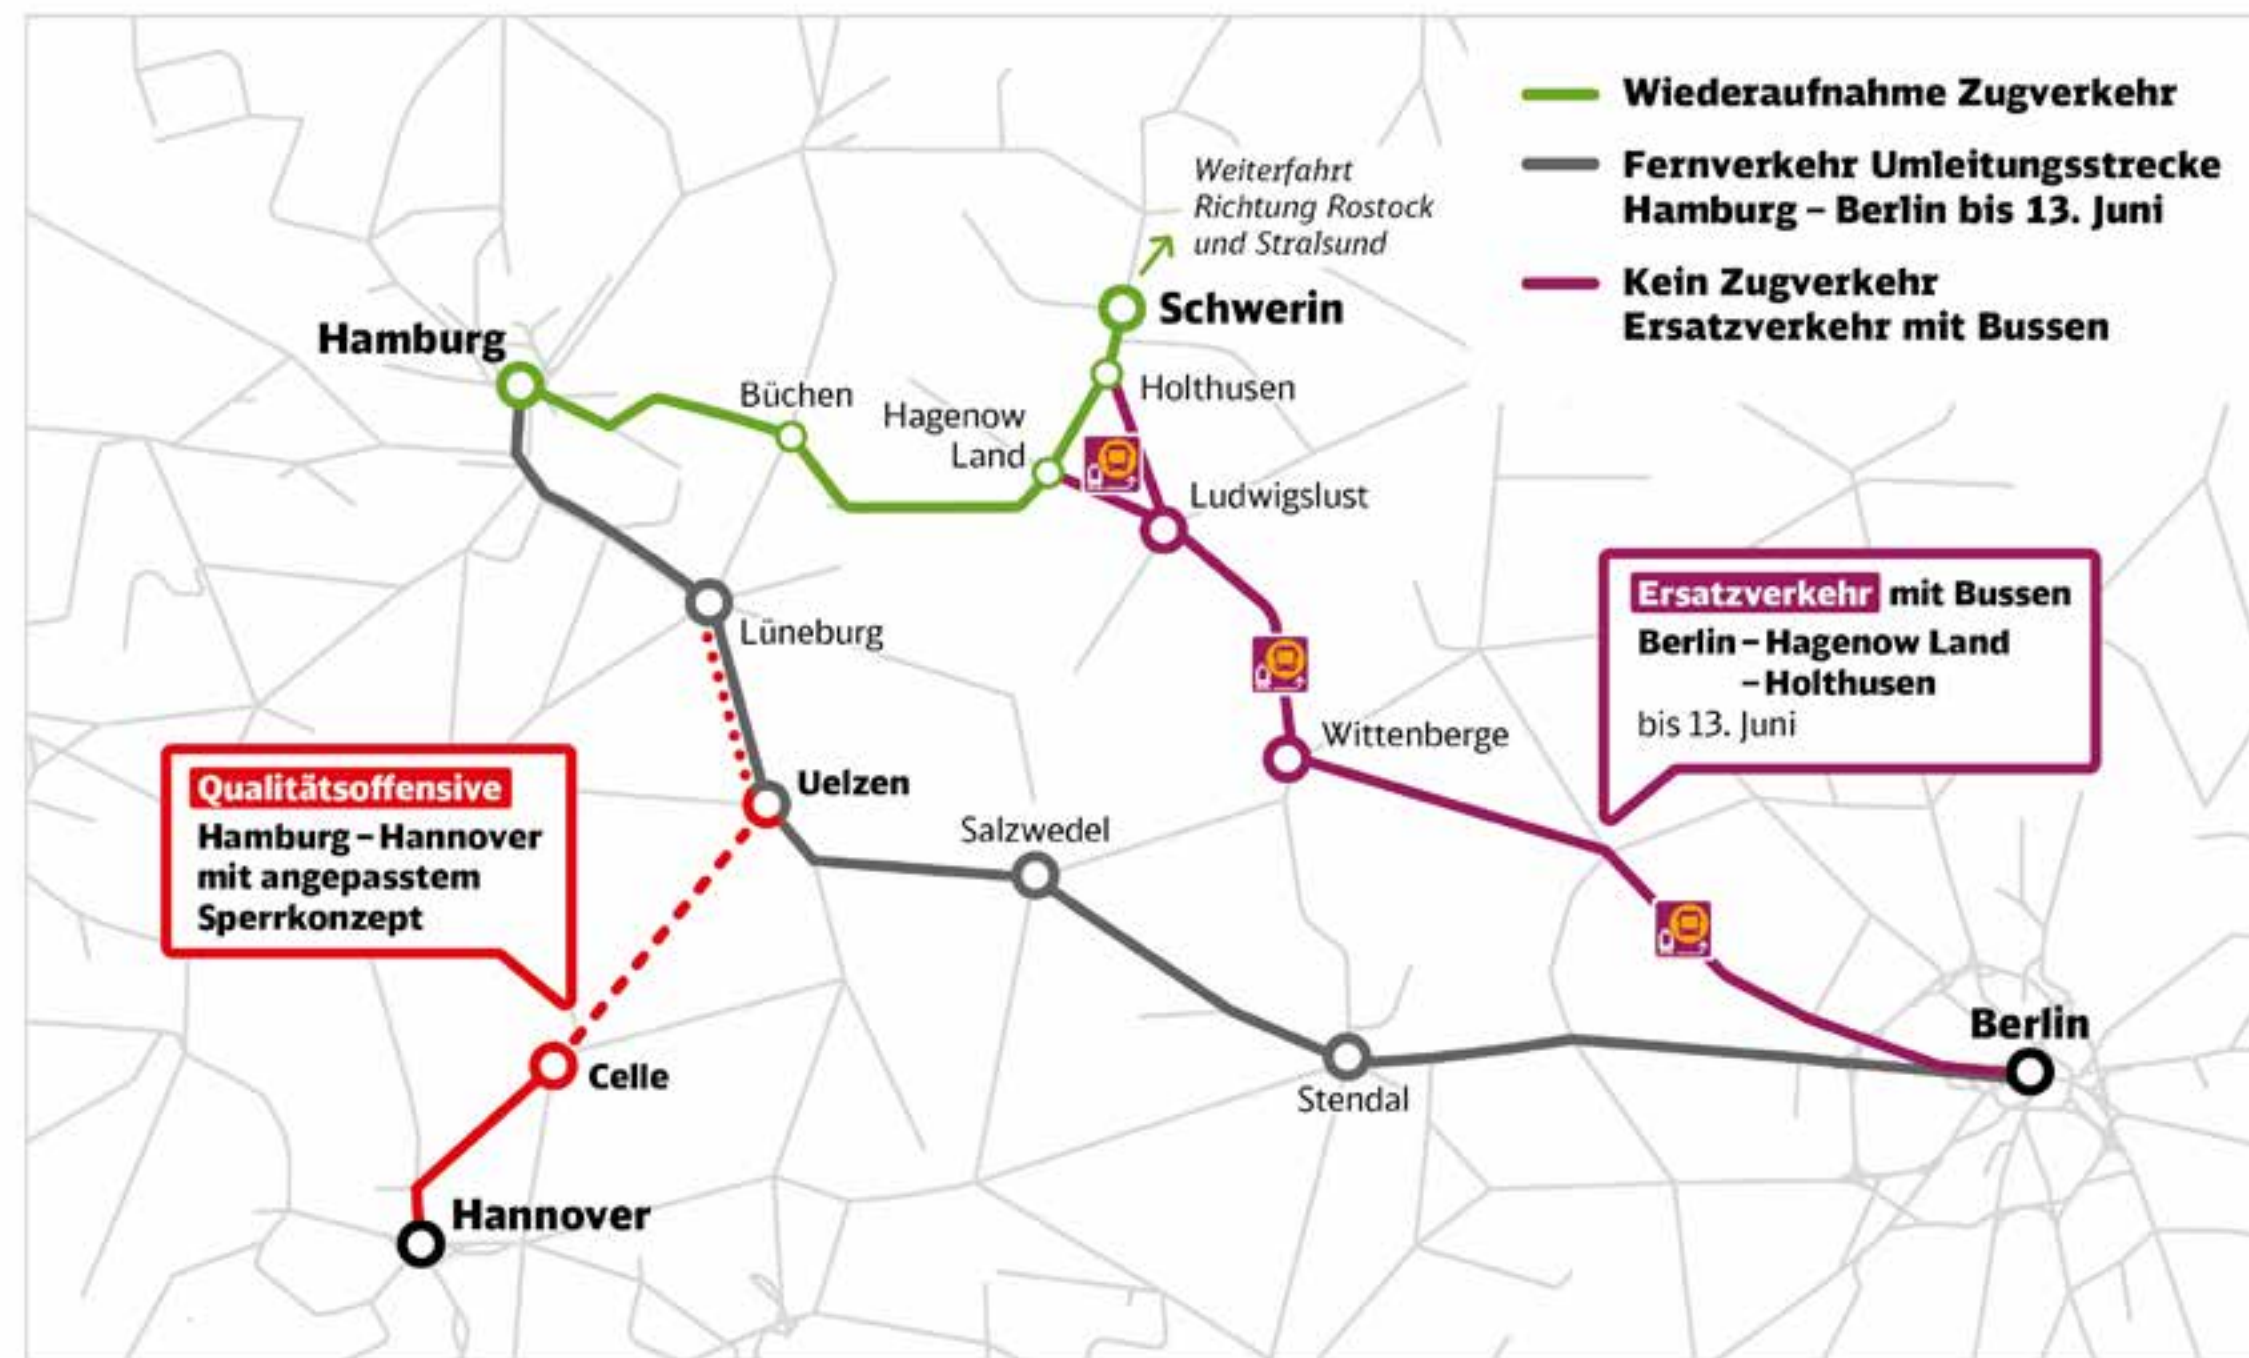 Wiederaufnahme Zugverkehr
Fernverkehr Umleitungsstrecke
Hamburg – Berlin bis 13. Juni
Kein Zugverkehr
Ersatzverkehr mit Bussen
Weiterfahrt
Richtung Rostock
und Stralsund
Schwerin
Hamburg
Büchen
Hagenow
Land
Holthusen
Ludwigslust
Lüneburg
Ersatzverkehr mit Bussen
Berlin – Hagenow Land
– Holthusen
bis 13. Juni
Wittenberge
Uelzen
Salzwedel
Qualitätsoffensive
Hamburg – Hannover
mit angepasstem
Sperrkonzept
Berlin
Celle
Stendal
Hannover